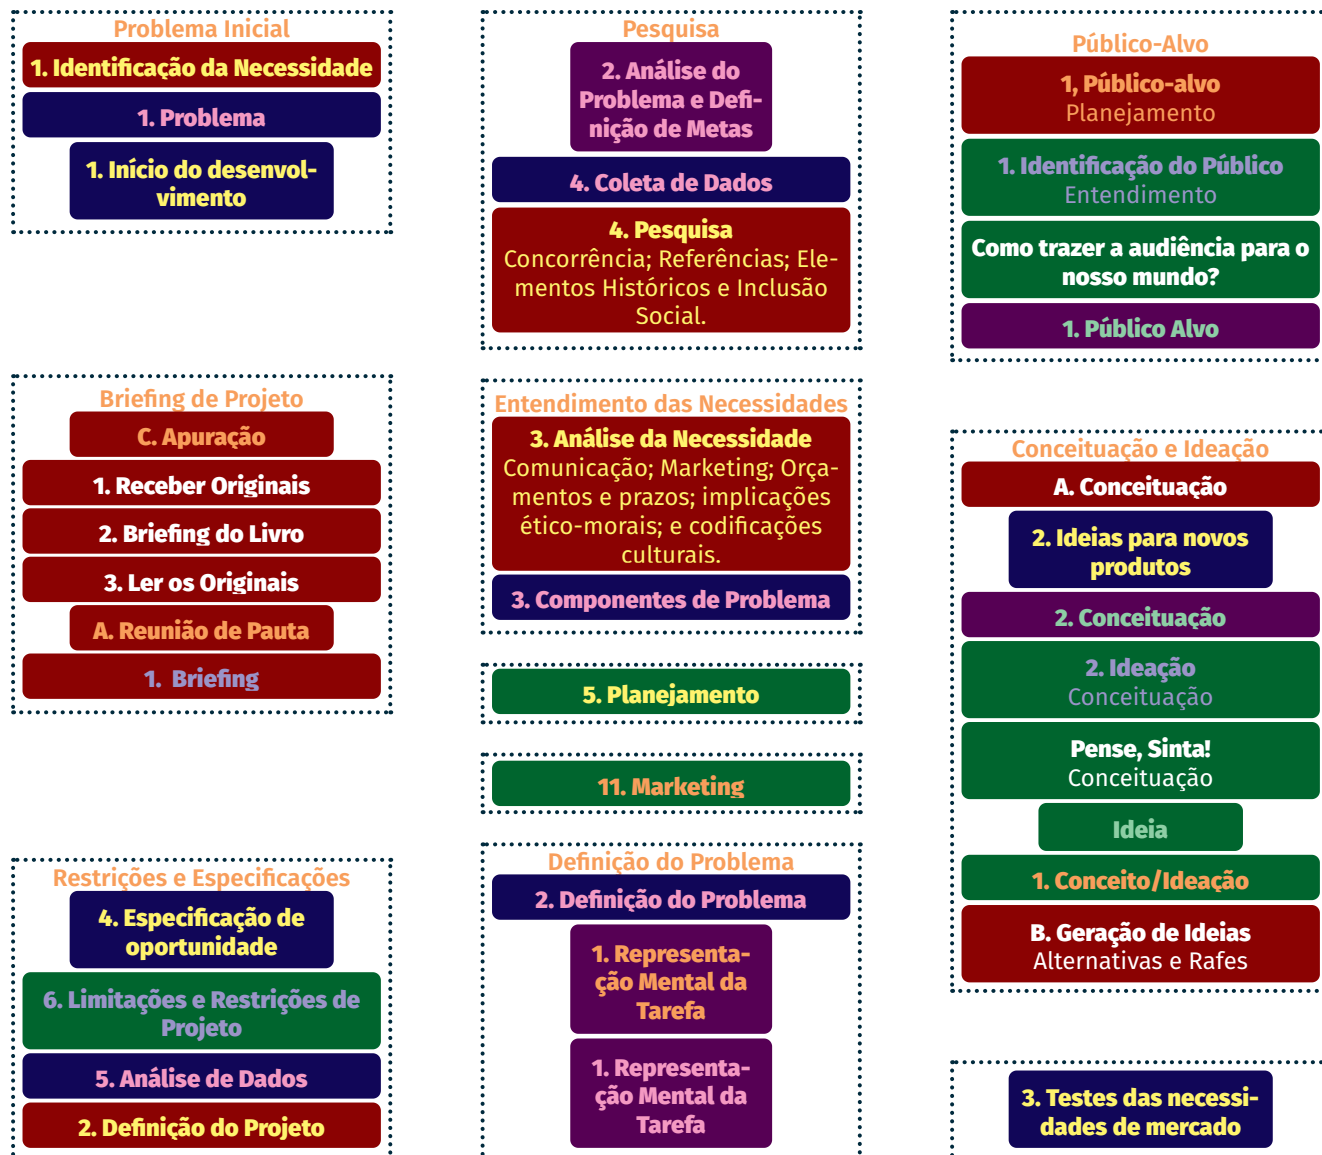 Problema Inicial
1. Identificação da Necessidade
1. Problema
1. Início do desenvol-
vimento
Briefing de Projeto
C. Apuração
1. Receber Originais
2. Briefing do Livro
3. Ler os Originais
A. Reunião de Pauta
1. Briefing
Restrições e Especificações
4. Especificação de
oportunidade
6. Limitações e Restrições de
Projeto
5. Análise de Dados
2. Definição do Projeto
Pesquisa
2. Análise do
Problema e Defi-
nição de Metas
4. Coleta de Dados
4. Pesquisa
Concorrência; Referências; Ele-
mentos Históricos e Inclusão
Social.
Entendimento das Necessidades
3. Análise da Necessidade
Comunicação; Marketing; Orça-
mentos e prazos; implicações
ético-morais; e codificações
culturais.
3. Componentes de Problema
5. Planejamento
11. Marketing
Definição do Problema
2. Definição do Problema
1. Representa-
ção Mental da
Tarefa
1. Representa-
ção Mental da
Tarefa
Público-Alvo
1, Público-alvo
Planejamento
1. Identificação do Público
Entendimento
Como trazer a audiência para o
nosso mundo?
1. Público Alvo
Conceituação e Ideação
A. Conceituação
2. Ideias para novos
produtos
2. Conceituação
2. Ideação
Conceituação
Pense, Sinta!
Conceituação
Ideia
1. Conceito/Ideação
B. Geração de Ideias
Alternativas e Rafes
3. Testes das necessi-
dades de mercado